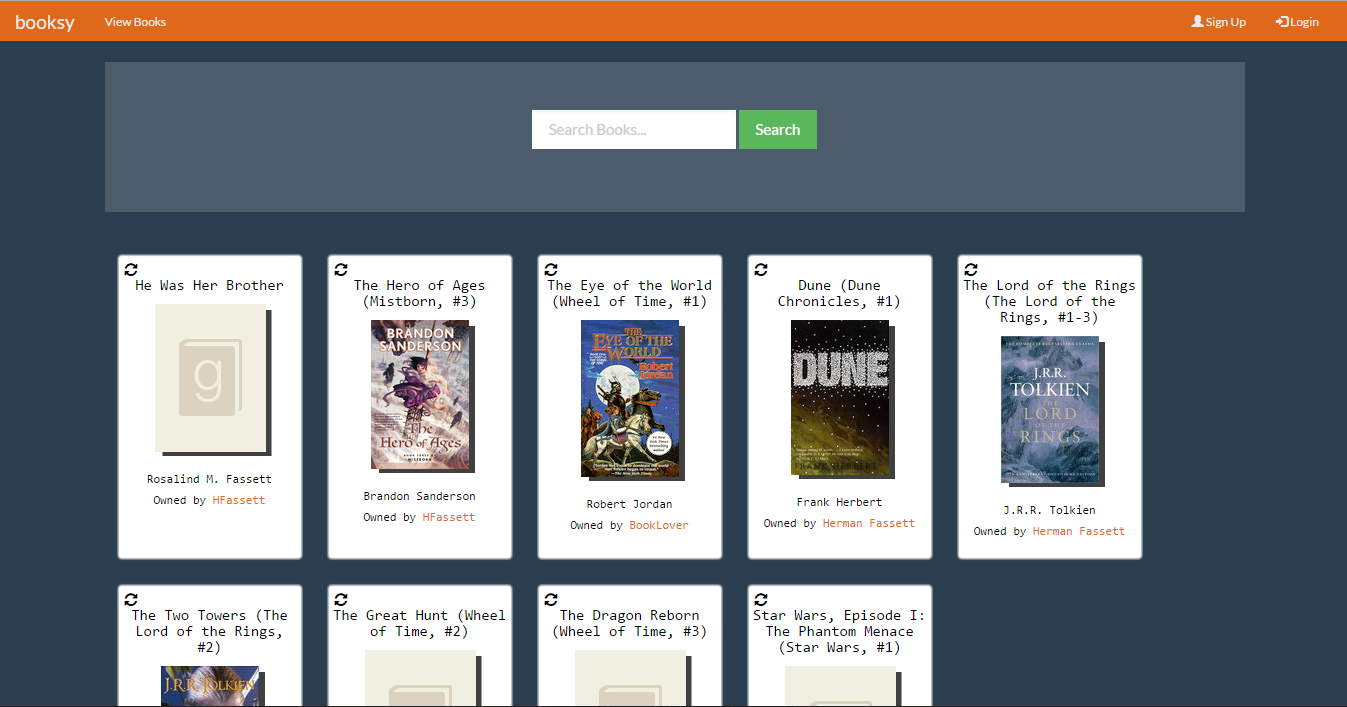 booksy View Books Sign Up Login
Search Books... Search
He Was Her Brother
g
Rosalind M. Fassett
Owned by HFassett
The Hero of Ages
(Mistborn, #3)
BRANDON
SANDERSON
The
Hero of Ages
BOOK THREE OF
MISTBORN
Brandon Sanderson
Owned by HFassett
The Eye of the World
(Wheel of Time, #1)
THE
EYE OF THE
WORLD
Robert
Jordan
Robert Jordan
Owned by BookLover
Dune (Dune
Chronicles, #1)
DUNE
FRANK HERBERT
Frank Herbert
Owned by Herman Fassett
The Lord of the Rings
(The Lord of the
Rings, #1-3)
J.R.R.
TOLKIEN
THE
LORD
OF THE
RINGS
J.R.R. Tolkien
Owned by Herman Fassett
The Two Towers (The
Lord of the Rings,
#2)
J.R.R. TOLKIEN
The Great Hunt (Wheel
of Time, #2)
The Dragon Reborn
(Wheel of Time, #3)
Star Wars, Episode I:
The Phantom Menace
(Star Wars, #1)